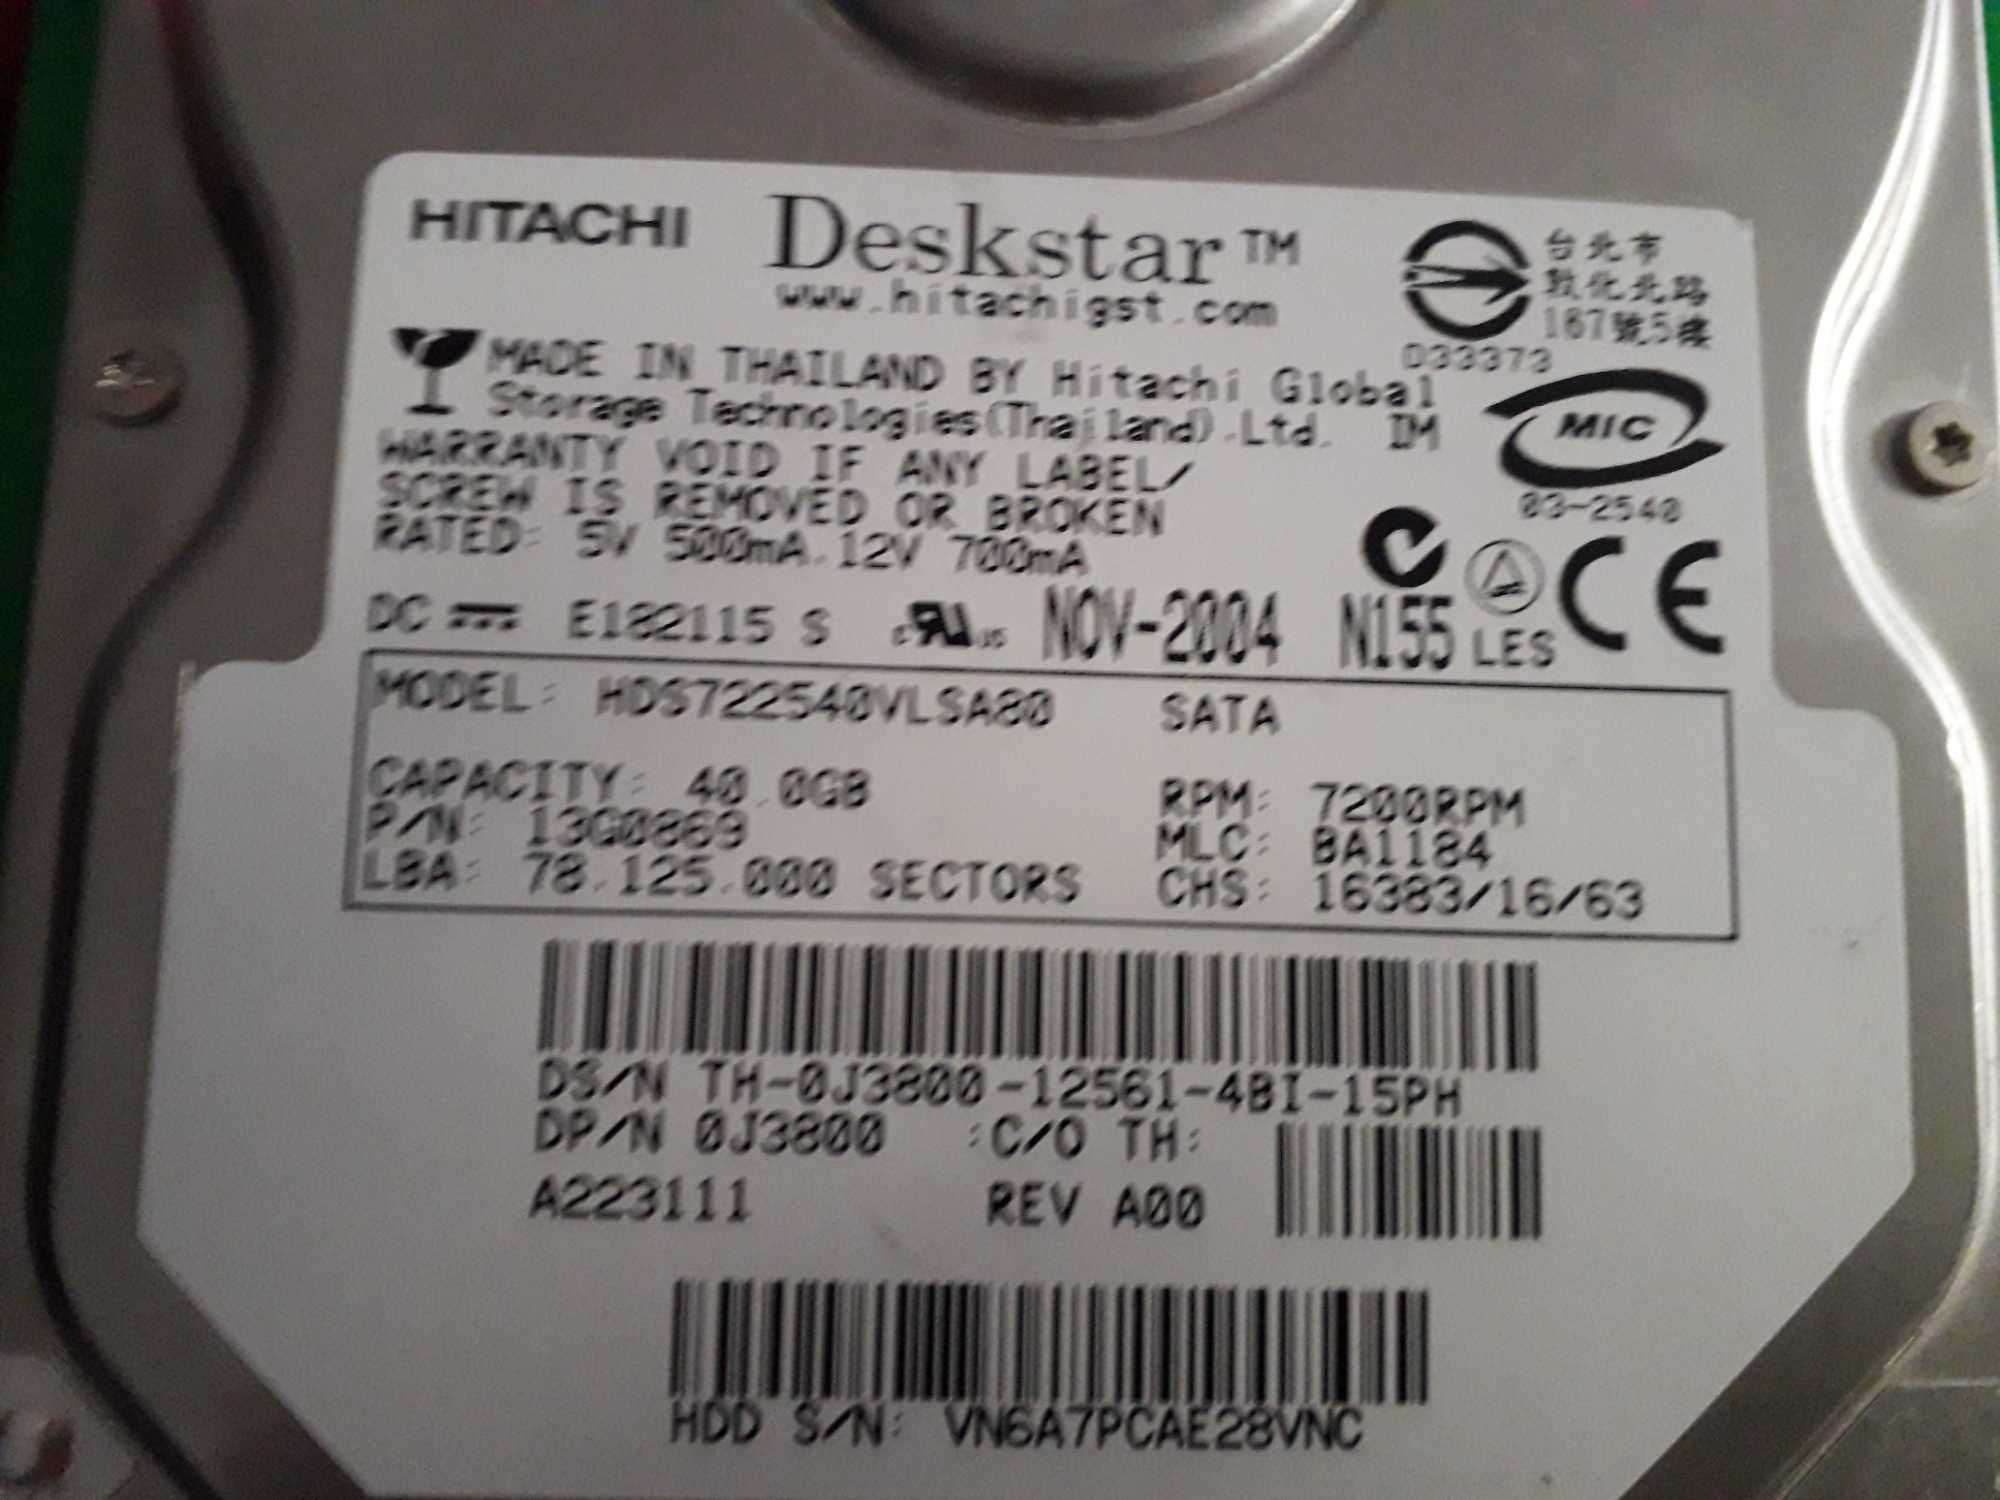 HITACHI Deskstar™
www.hitachigst.com
台北市
敦化北路
167號5樓
D33373
MADE IN THAILAND BY Hitachi Global
Storage Technologies(Thailand).Ltd. IM
MIC
03-2540
WARRANTY VOID IF ANY LABEL/
SCREW IS REMOVED OR BROKEN
RATED: 5V 500mA.12V 700mA
DC E182115 S c RU us NOV-2004 N155 LES CE
MODEL: HDS722540VLSA80 SATA
CAPACITY: 40.0GB RPM: 7200RPM
P/N: 13G0869 MLC: BA1184
LBA: 78.125.000 SECTORS CHS: 16383/16/63
DS/N TH-0J3800-12561-4BI-15PH
DP/N 0J3800 :C/O TH:
A223111 REV A00
HDD S/N: VN6A7PCAE28VNC